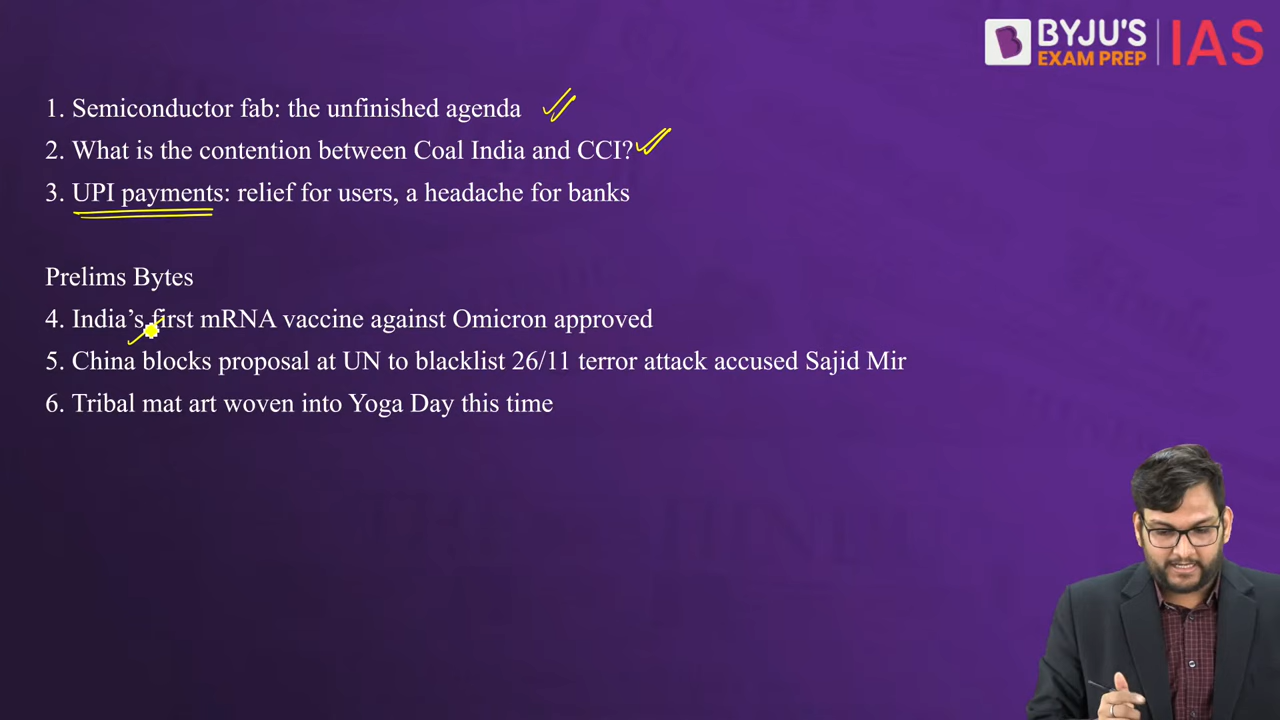 BYJU'S
EXAM PREP
IAS
1. Semiconductor fab: the unfinished agenda
2. What is the contention between Coal India and CCI?
3. UPI payments: relief for users, a headache for banks
Prelims Bytes
4. India’s first mRNA vaccine against Omicron approved
5. China blocks proposal at UN to blacklist 26/11 terror attack accused Sajid Mir
6. Tribal mat art woven into Yoga Day this time